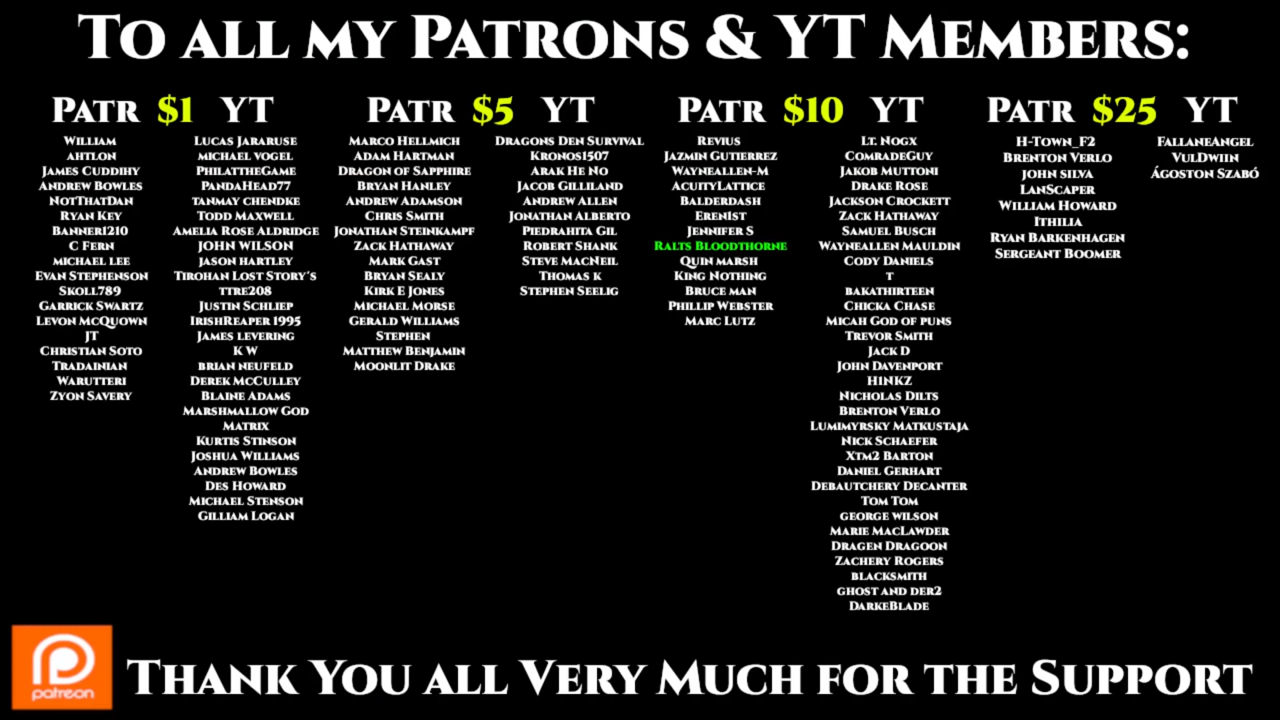 To all my Patrons & YT Members:
Patr $1 YT
William
Ahtlon
James Cuddihy
Andrew Bowles
NotThatDan
Ryan Key
Banner1210
C Fern
michael lee
Evan Stephenson
Skoll789
Garrick Swartz
Levon McQuown
JT
Christian Soto
Tradainian
Warutteri
Zyon Savery
Lucas Jararuse
michael vogel
PhilattheGame
PandaHead77
tanmay chendke
Todd Maxwell
Amelia Rose Aldridge
John Wilson
jason hartley
Tirohan Lost Story's
ttre208
Justin Schliep
IrishReaper 1995
James levering
K W
brian neufeld
Derek McCulley
Blaine Adams
Marshmallow God
Matrix
Kurtis Stinson
Joshua Williams
Andrew Bowles
Des Howard
Michael Stenson
Gilliam Logan
Patr $5 YT
Marco Hellmich
Adam Hartman
Dragon of Sapphire
Bryan Hanley
Andrew Adamson
Chris Smith
Jonathan Steinkampf
Zack Hathaway
Mark Gast
Bryan Sealy
Kirk E Jones
Michael Morse
Gerald Williams
Stephen
Matthew Benjamin
Moonlit Drake
Dragons Den Survival
Kronos1507
Arak He No
Jacob Gilliland
Andrew Allen
Jonathan Alberto
Piedrahita Gil
Robert Shank
Steve MacNeil
Thomas k
Stephen Seelig
Patr $10 YT
Revius
Jazmin Gutierrez
Wayneallen-M
AcuityLattice
Balderdash
Eren1st
Jennifer S
Ralts Bloodthorne
Quin marsh
King Nothing
Bruce man
Phillip Webster
Marc Lutz
Lt. Nogx
ComradeGuy
Jakob Muttoni
Drake Rose
Jackson Crockett
Zack Hathaway
Samuel Busch
Wayneallen Mauldin
Cody Daniels
T
bakathirteen
Chicka Chase
Micah God of puns
Trevor Smith
Jack D
John Davenport
H1NKZ
Nicholas Dilts
Brenton Verlo
Lumimyrsky Matkustaja
Nick Schaefer
Xtm2 Barton
Daniel Gerhart
Debautchery Decanter
Tom Tom
george wilson
Marie MacLawder
Dragen Dragoon
Zachery Rogers
blacksmith
ghost and der2
DarkeBlade
Patr $25 YT
H-Town_F2
Brenton Verlo
john silva
LanScaper
William Howard
Ithilia
Ryan Barkenhagen
Sergeant Boomer
FallaneAngel
VulDwiin
Ágoston Szabó
patreon
Thank You all Very Much for the Support